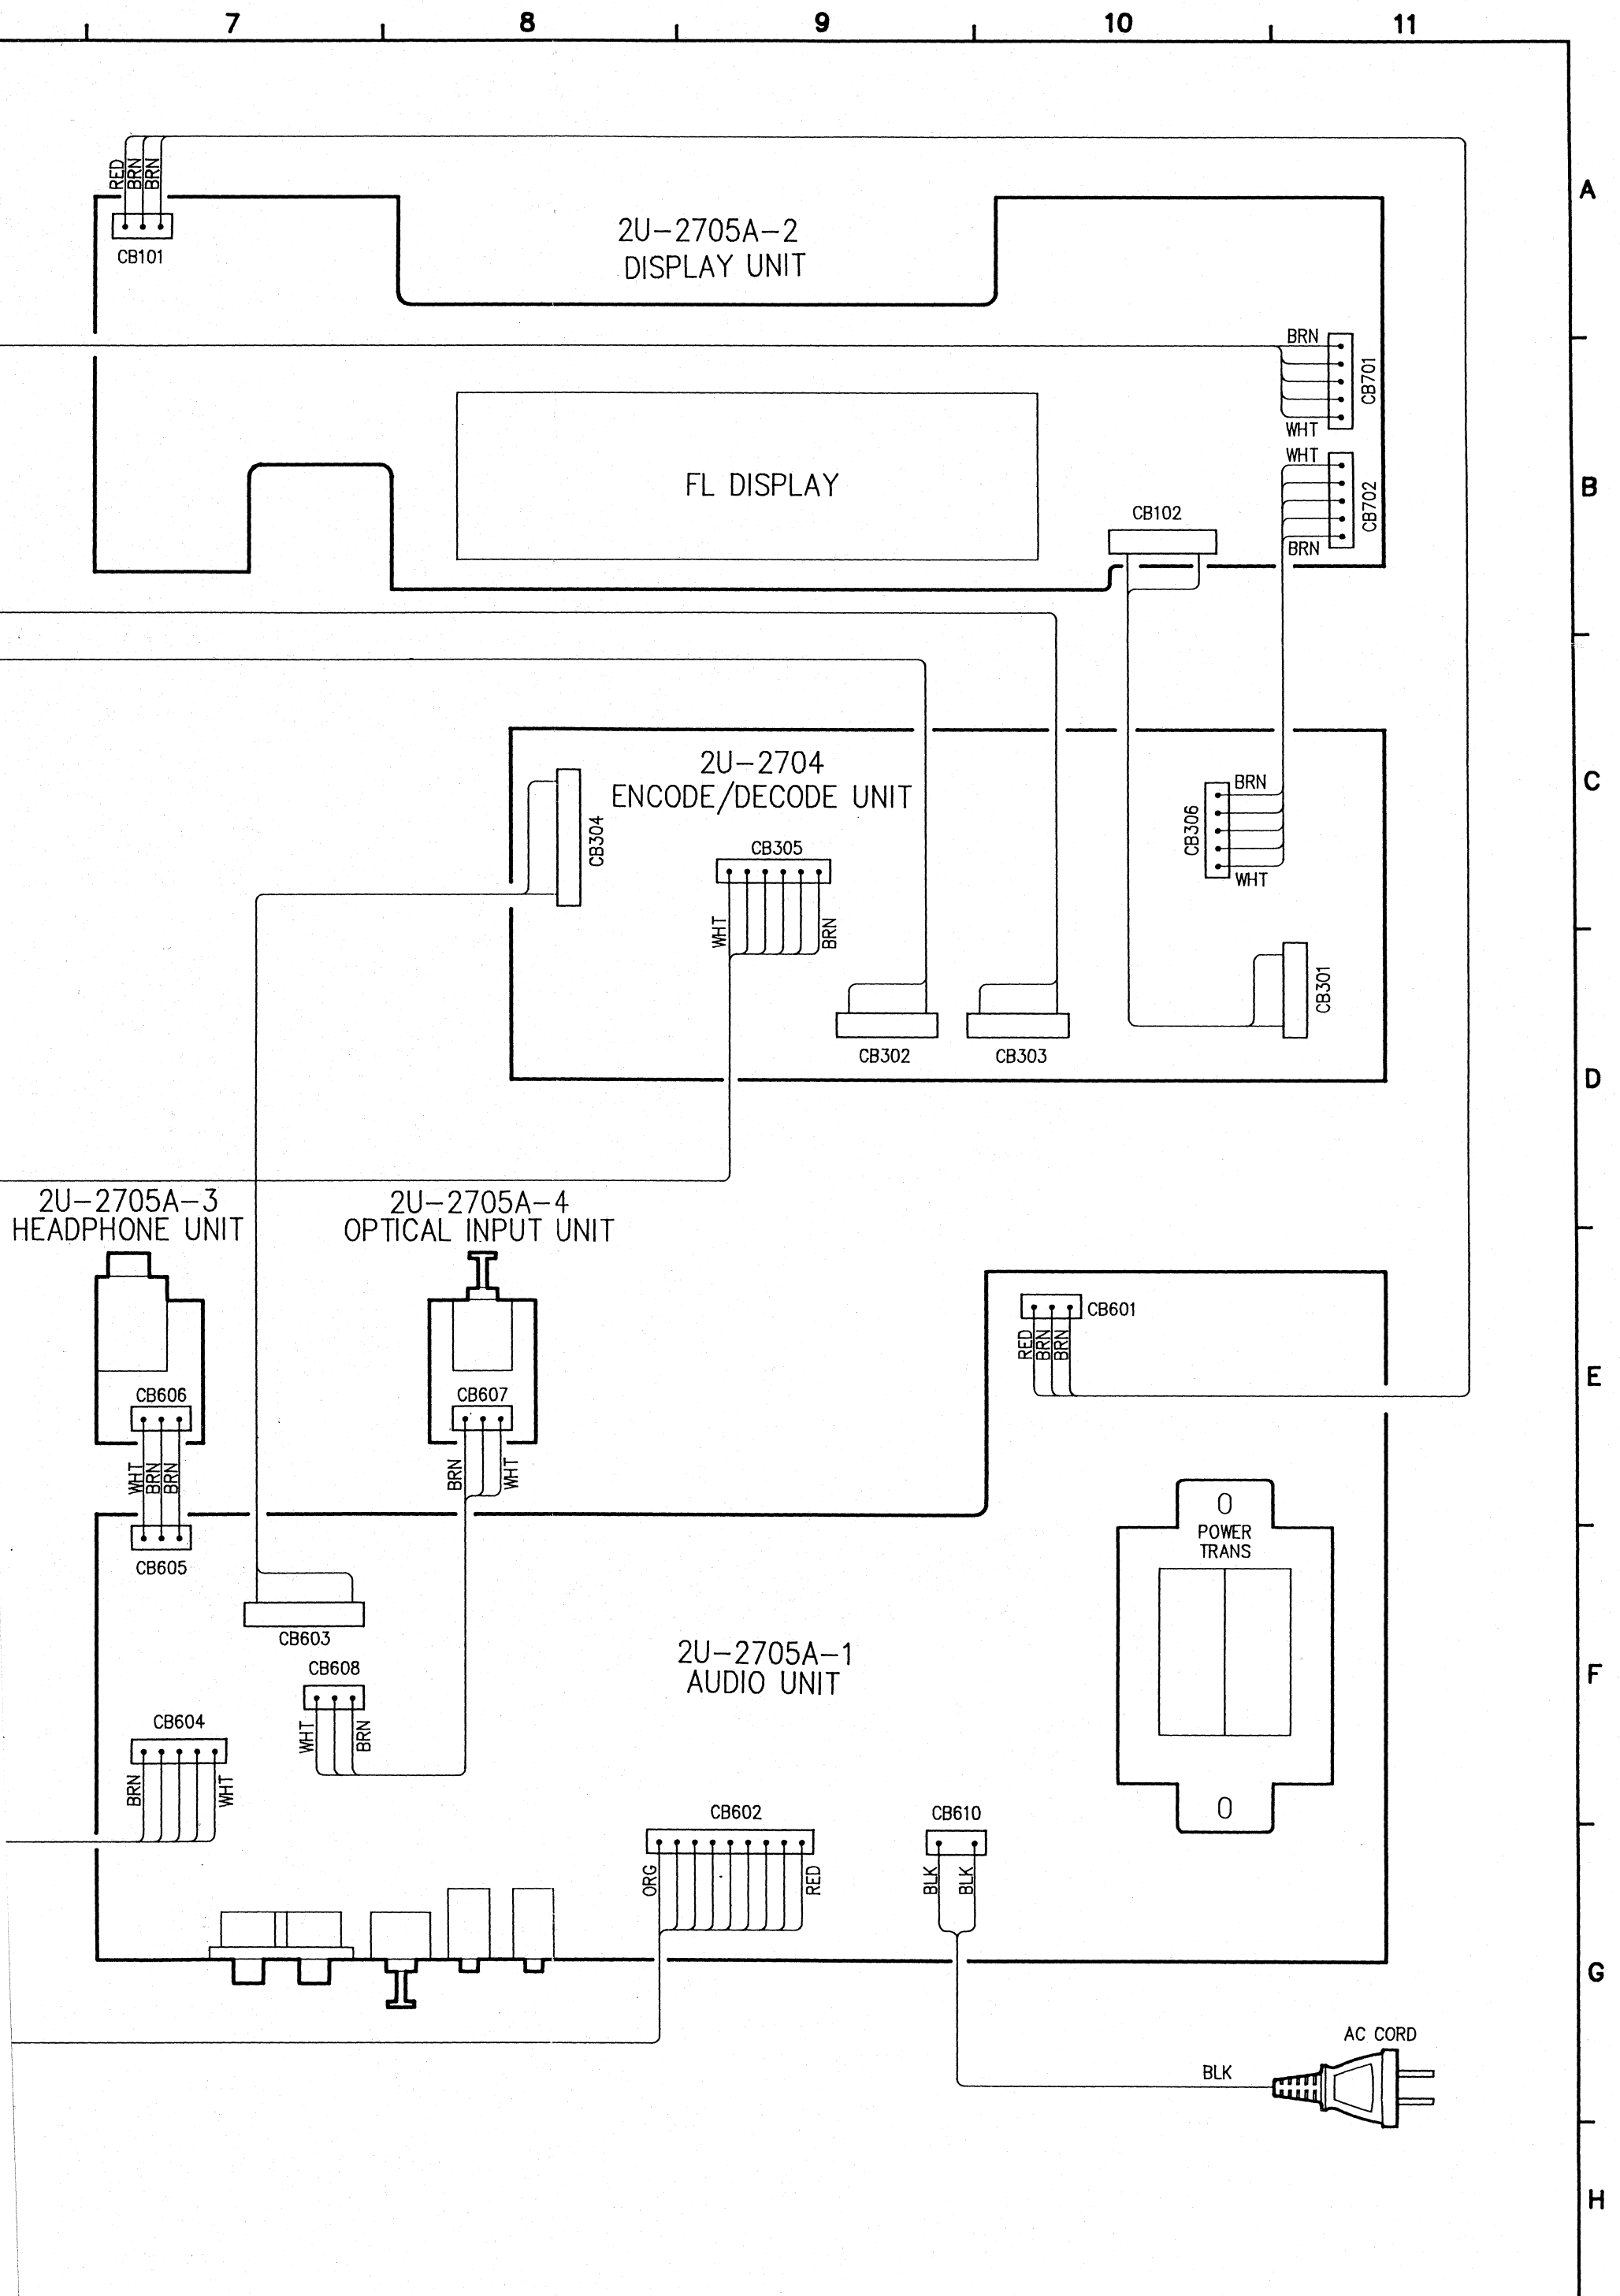 7 8 9 10 11
RED BRN BRN
A
CB101
2U-2705A-2
DISPLAY UNIT
BRN
CB701
WHT
WHT
FL DISPLAY
B
CB702
CB102
BRN
2U-2704
ENCODE/DECODE UNIT
C
BRN
CB304
CB306
CB305
WHT
WHT
BRN
CB301
CB302
CB303
D
2U-2705A-3
HEADPHONE UNIT
2U-2705A-4
OPTICAL INPUT UNIT
CB601
RED BRN BRN
E
CB606
CB607
WHT BRN BRN
BRN
WHT
POWER
TRANS
CB605
CB603
2U-2705A-1
AUDIO UNIT
F
CB608
WHT
BRN
CB604
BRN
WHT
CB602
CB610
ORG
RED
BLK
BLK
G
AC CORD
BLK
H